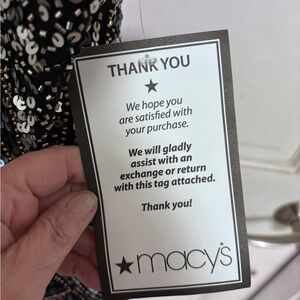 THANK YOU
We hope you
are satisfied with
your purchase.
We will gladly
assist with an
exchange or return
with this tag attached.
Thank you!
★macy's